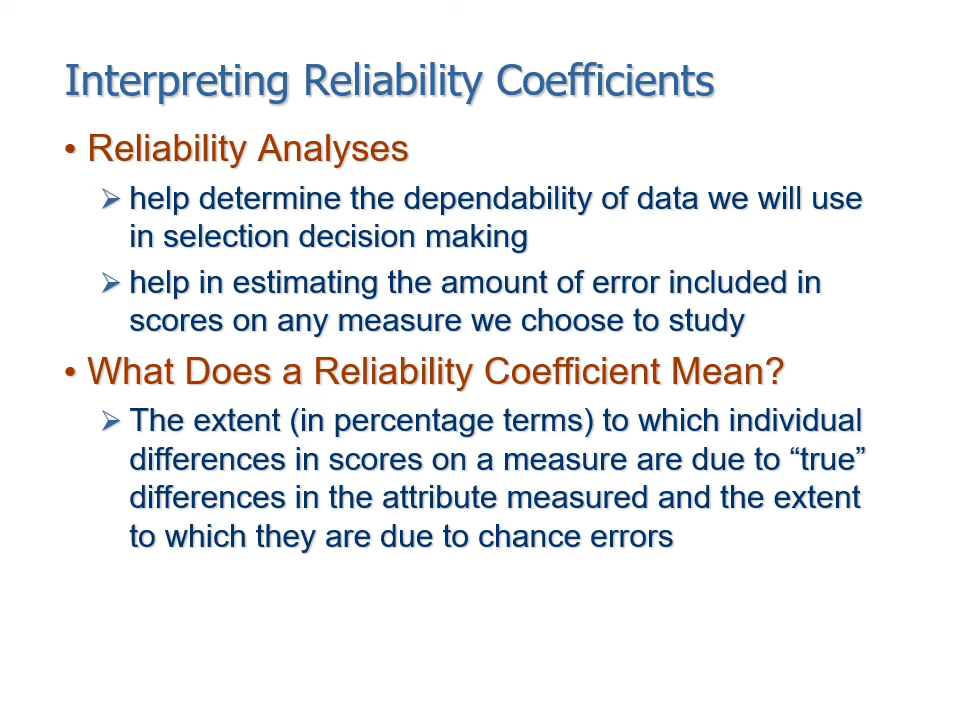 Interpreting Reliability Coefficients
• Reliability Analyses
➢ help determine the dependability of data we will use
in selection decision making
➢ help in estimating the amount of error included in
scores on any measure we choose to study
• What Does a Reliability Coefficient Mean?
➢ The extent (in percentage terms) to which individual
differences in scores on a measure are due to “true”
differences in the attribute measured and the extent
to which they are due to chance errors